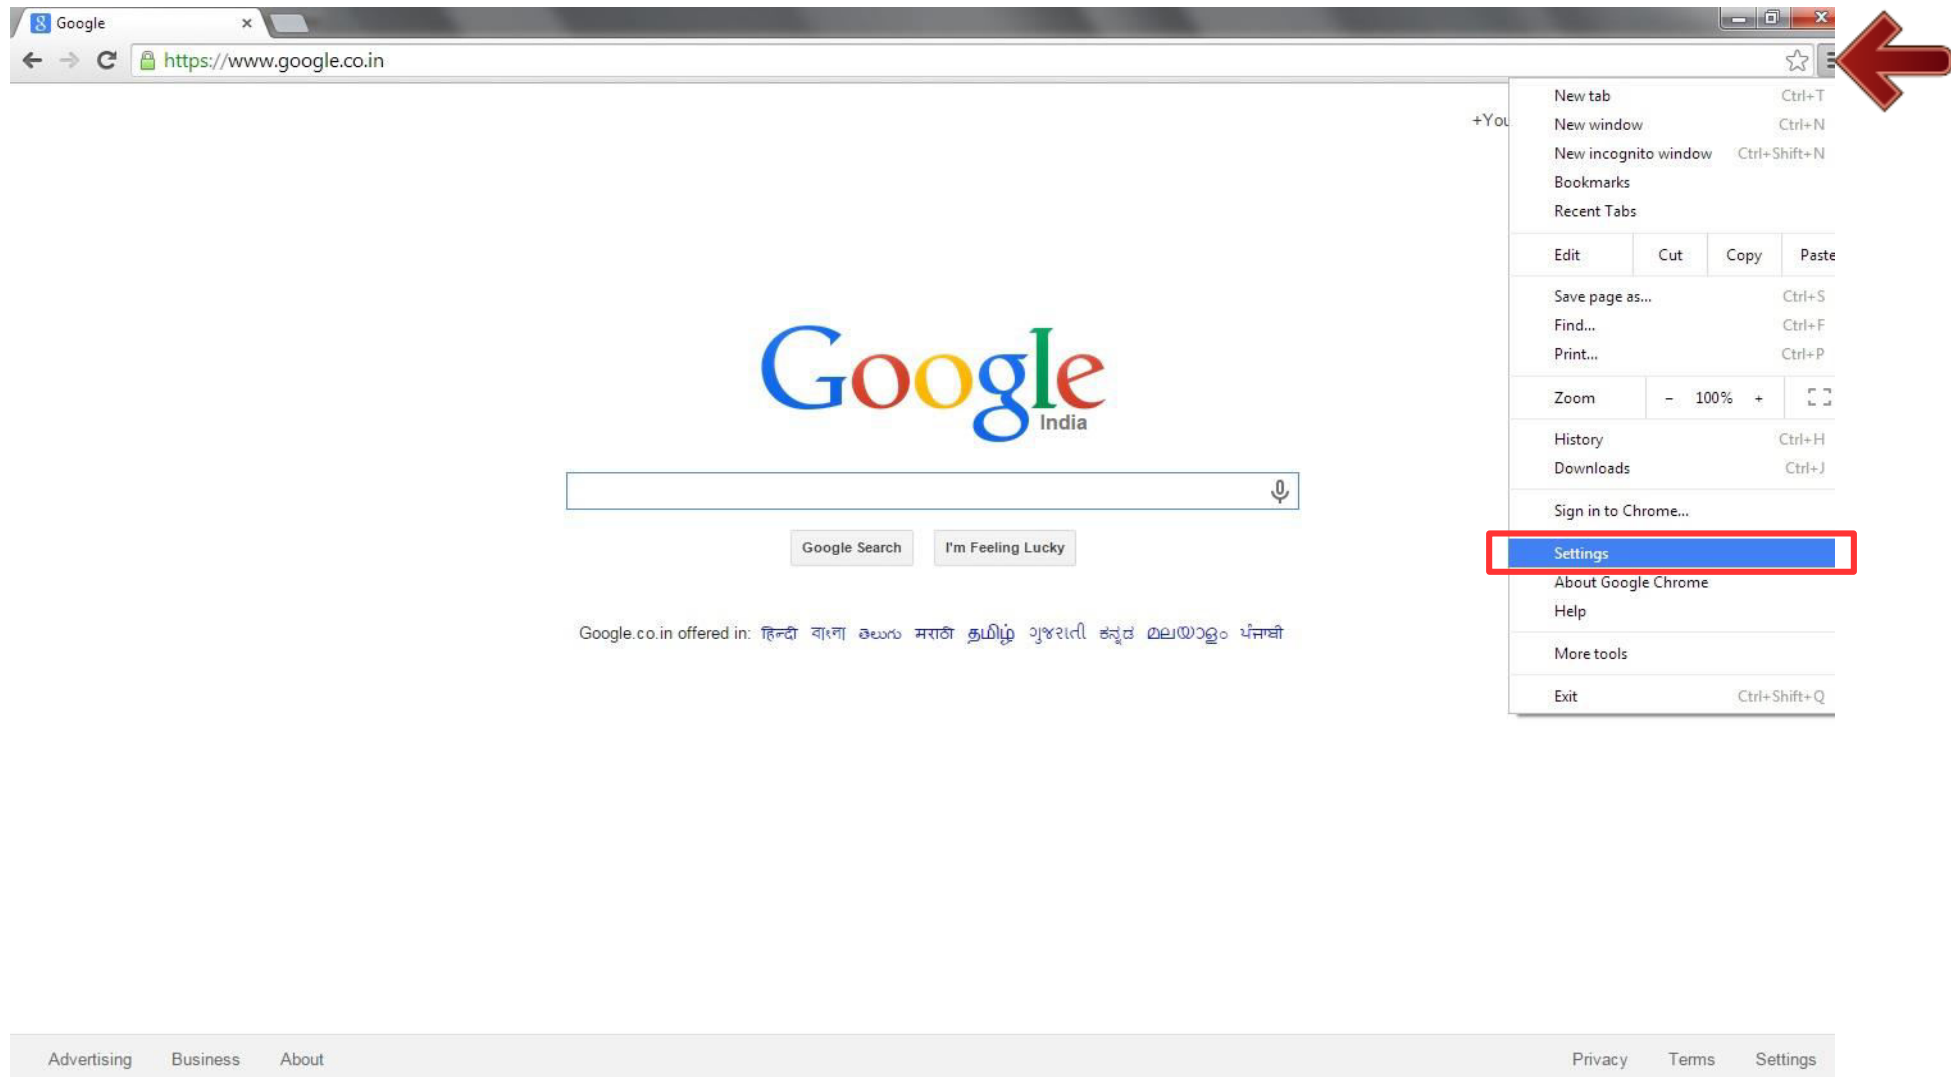 Google
https://www.google.co.in
New tab Ctrl+T
+You
New window Ctrl+N
New incognito window Ctrl+Shift+N
Bookmarks
Recent Tabs
Edit Cut Copy Paste
Save page as... Ctrl+S
Find... Ctrl+F
Print... Ctrl+P
Zoom - 100% +
Google
India
History Ctrl+H
Downloads Ctrl+J
Sign in to Chrome...
Google Search I'm Feeling Lucky
Settings
About Google Chrome
Help
Google.co.in offered in: हिन्दी বাংলা తెలుగు मराठी தமிழ் ગુજરાતી ಕನ್ನಡ മലയാളം ਪੰਜਾਬੀ
More tools
Exit Ctrl+Shift+Q
Advertising Business About Privacy Terms Settings